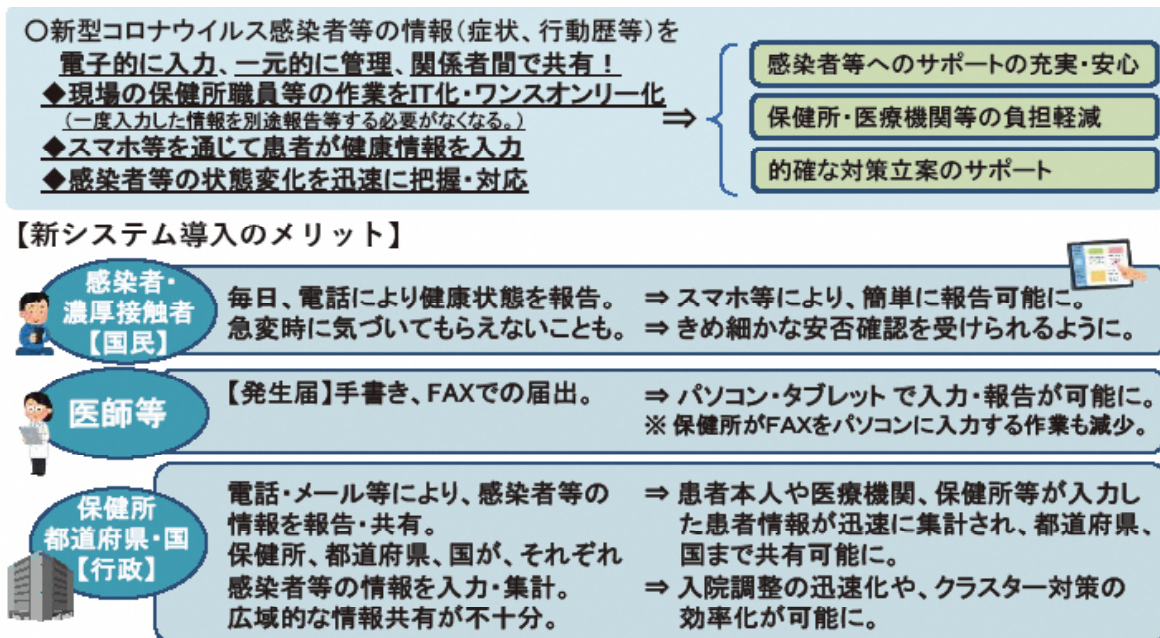 ○新型コロナウイルス感染者等の情報(症状、行動歴等)を
電子的に入力、一元的に管理、関係者間で共有！
◆現場の保健所職員等の作業をIT化・ワンスオンリー化
(一度入力した情報を別途報告等する必要がなくなる。)
◆スマホ等を通じて患者が健康情報を入力
◆感染者等の状態変化を迅速に把握・対応
⇒
感染者等へのサポートの充実・安心
保健所・医療機関等の負担軽減
的確な対策立案のサポート
【新システム導入のメリット】
感染者・
濃厚接触者
【国民】
毎日、電話により健康状態を報告。
急変時に気づいてもらえないことも。
⇒ スマホ等により、簡単に報告可能に。
⇒ きめ細かな安否確認を受けられるように。
医師等
【発生届】手書き、FAXでの届出。
⇒ パソコン・タブレット で入力・報告が可能に。
※ 保健所がFAXをパソコンに入力する作業も減少。
保健所
都道府県・国
【行政】
電話・メール等により、感染者等の
情報を報告・共有。
保健所、都道府県、国が、それぞれ
感染者等の情報を入力・集計。
広域的な情報共有が不十分。
⇒ 患者本人や医療機関、保健所等が入力し
た患者情報が迅速に集計され、都道府県、
国まで共有可能に。
⇒ 入院調整の迅速化や、クラスター対策の
効率化が可能に。